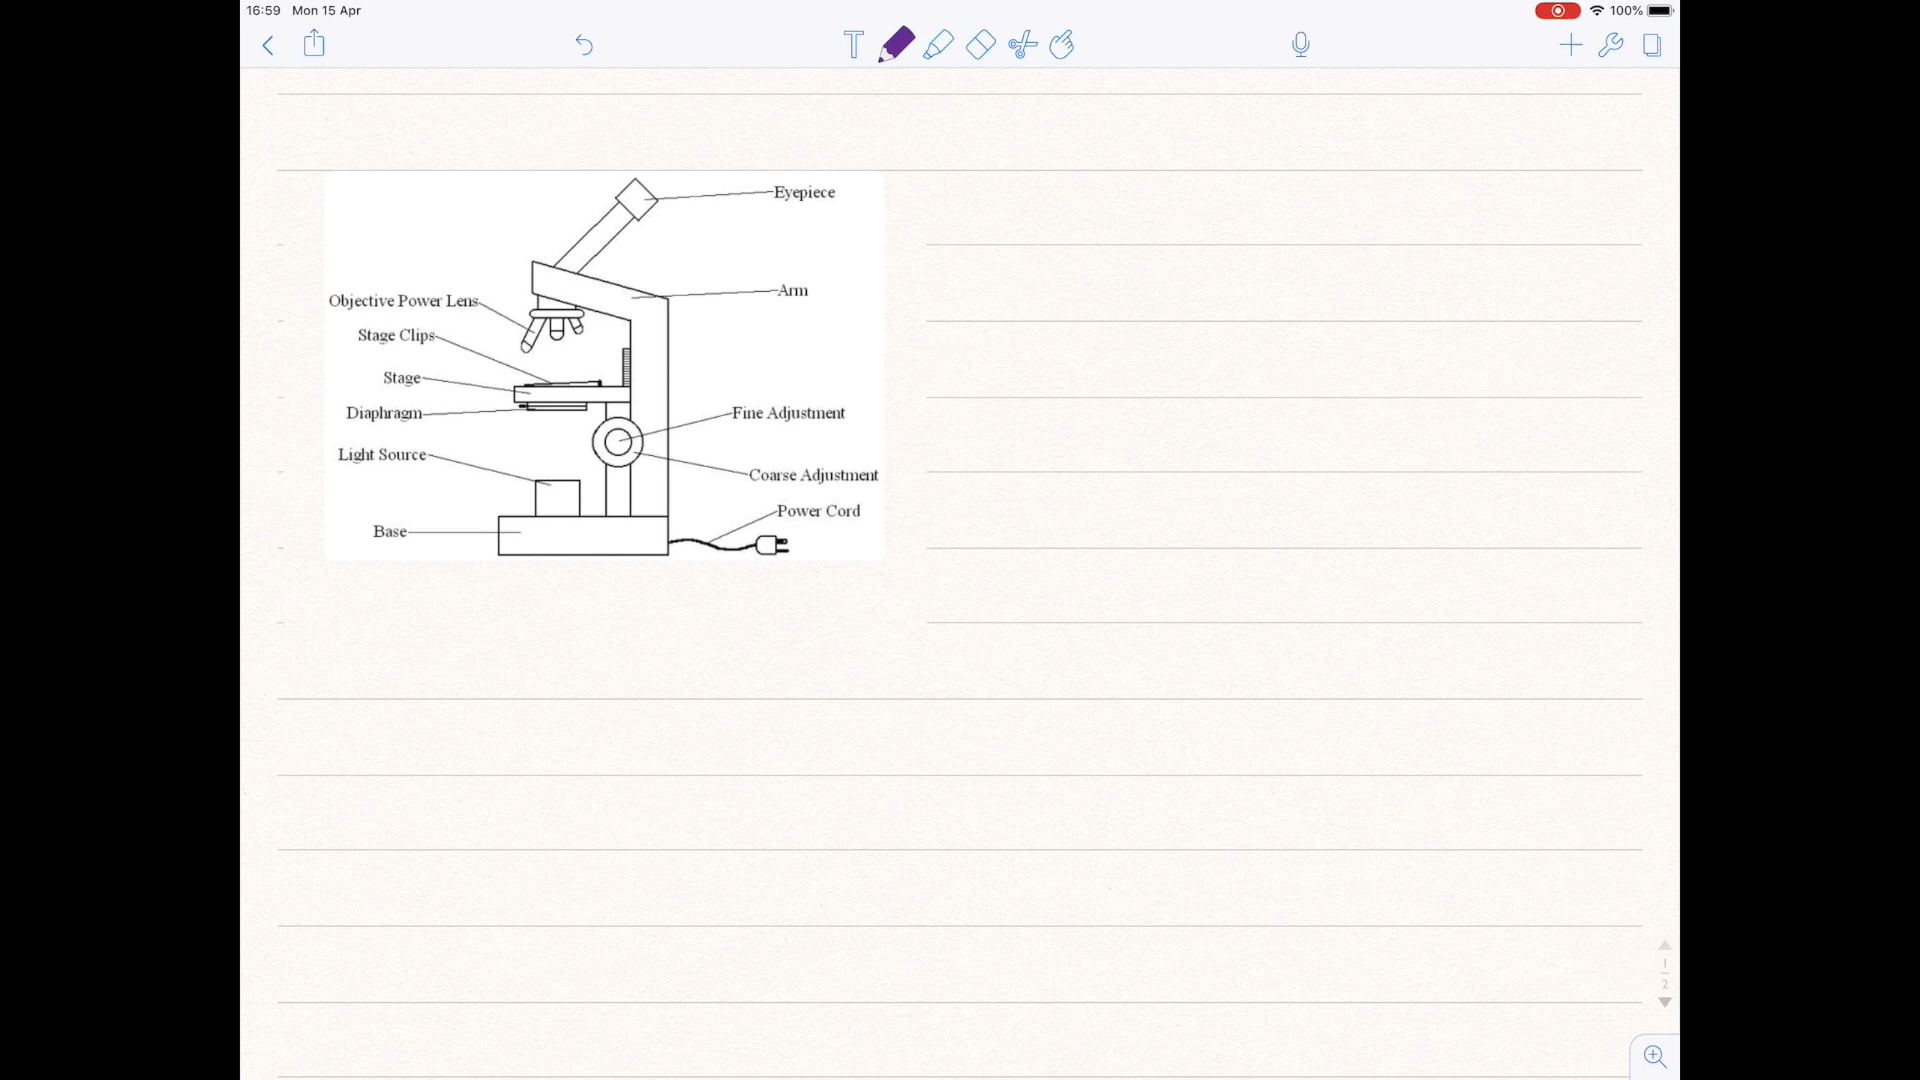 16:59 Mon 15 Apr
100%
T
Eyepiece
Arm
Objective Power Lens
Stage Clips
Stage
Diaphragm
Fine Adjustment
Light Source
Coarse Adjustment
Power Cord
Base
1
2